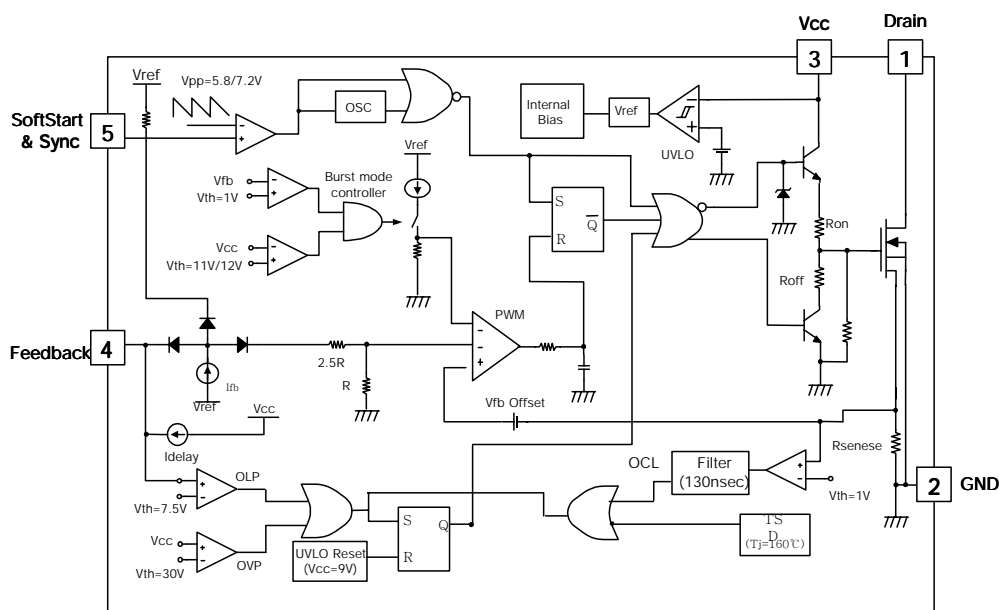 Vcc
Drain
3
1
Vref
Vpp=5.8/7.2V
SoftStart
& Sync
5
OSC
Internal
Bias
Vref
UVLO
Vref
Burst mode
controller
Vfb
Vth=1V
Vcc
Vth=11V/12V
S
R
Q
Ron
Roff
Feedback
4
PWM
2.5R
R
Ifb
Vref
Vcc
Idelay
Vfb Offset
Rsenese
OLP
Vth=7.5V
OCL
Filter
(130nsec)
Vth=1V
2
GND
Vcc
Vth=30V
OVP
UVLO Reset
(Vcc=9V)
S
R
Q
TS
D
(Tj=160℃)